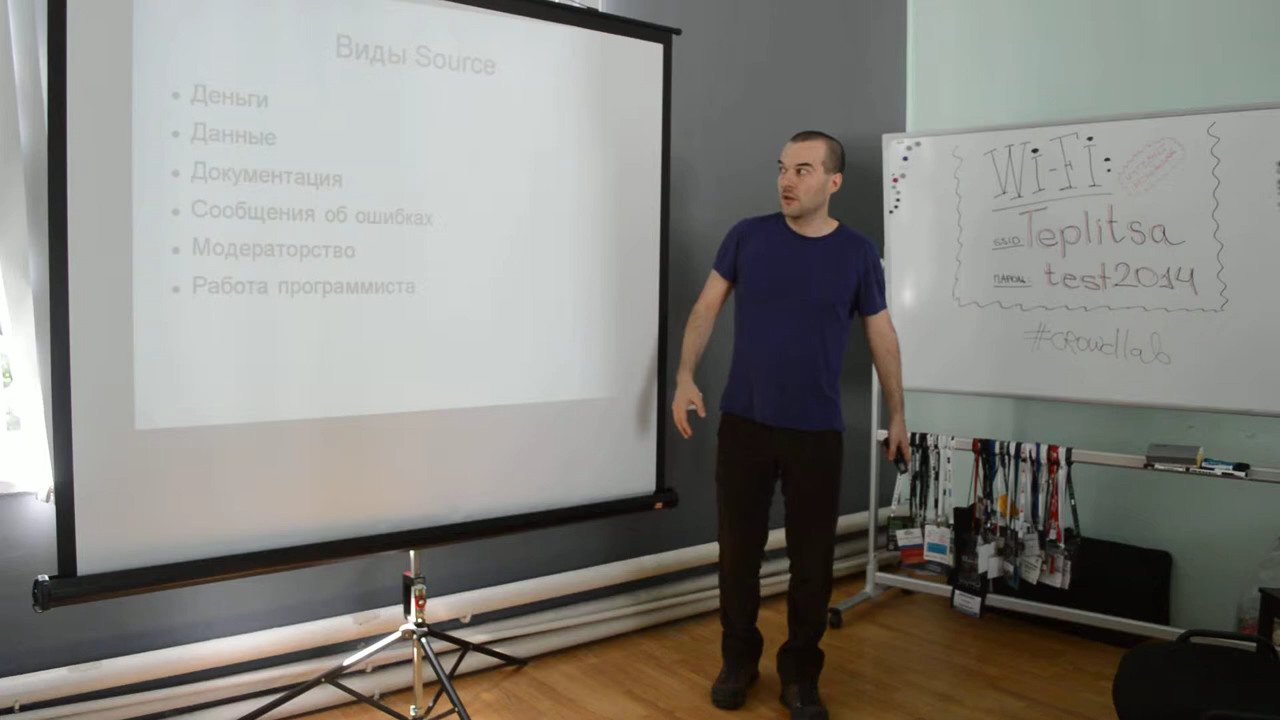 Виды Source
• Деньги
• Данные
• Документация
• Сообщения об ошибках
• Модераторство
• Работа программиста
Wi-Fi:
SSID: Teplitsa
ПАРОЛЬ: test2014
#crowdlab